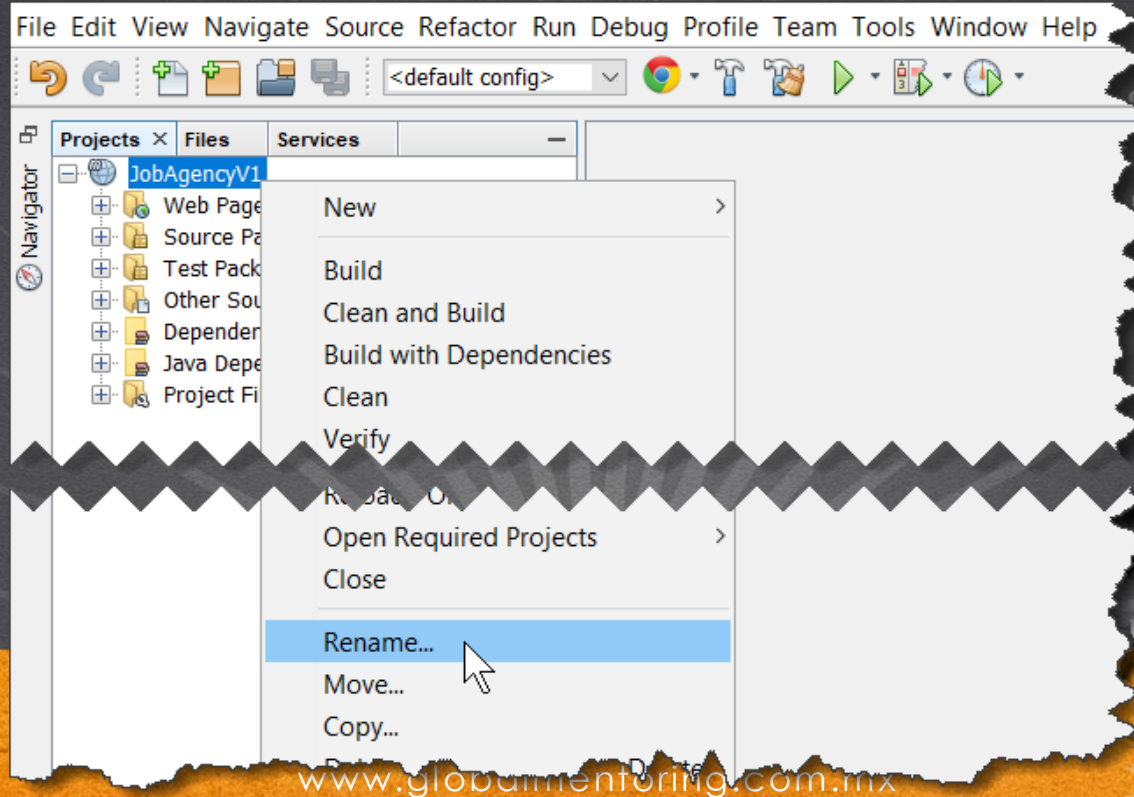 File Edit View Navigate Source Refactor Run Debug Profile Team Tools Window Help
<default config>
Projects Files Services
Navigator
JobAgencyV1
Web Page
Source Pa
Test Pack
Other Sou
Dependen
Java Depe
Project Fi
New
Build
Clean and Build
Build with Dependencies
Clean
Verify
Open Required Projects
Close
Rename...
Move...
Copy...
www.globalmentoring.com.mx